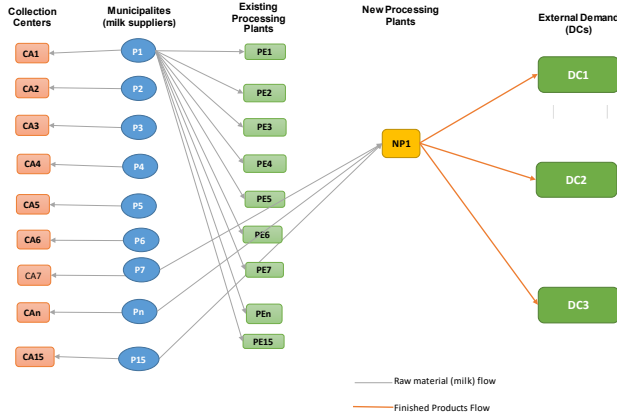 Collection
Centers
Municipalites
(milk suppliers)
Existing
Processing
Plants
New Processing
Plants
External Demand
(DCs)
CA1
P1
PE1
DC1
CA2
P2
PE2
CA3
P3
PE3
CA4
P4
PE4
NP1
DC2
CA5
P5
PE5
CA6
P6
PE6
CA7
P7
PE7
CAn
Pn
PEn
DC3
CA15
P15
PE15
Raw material (milk) flow
Finished Products Flow